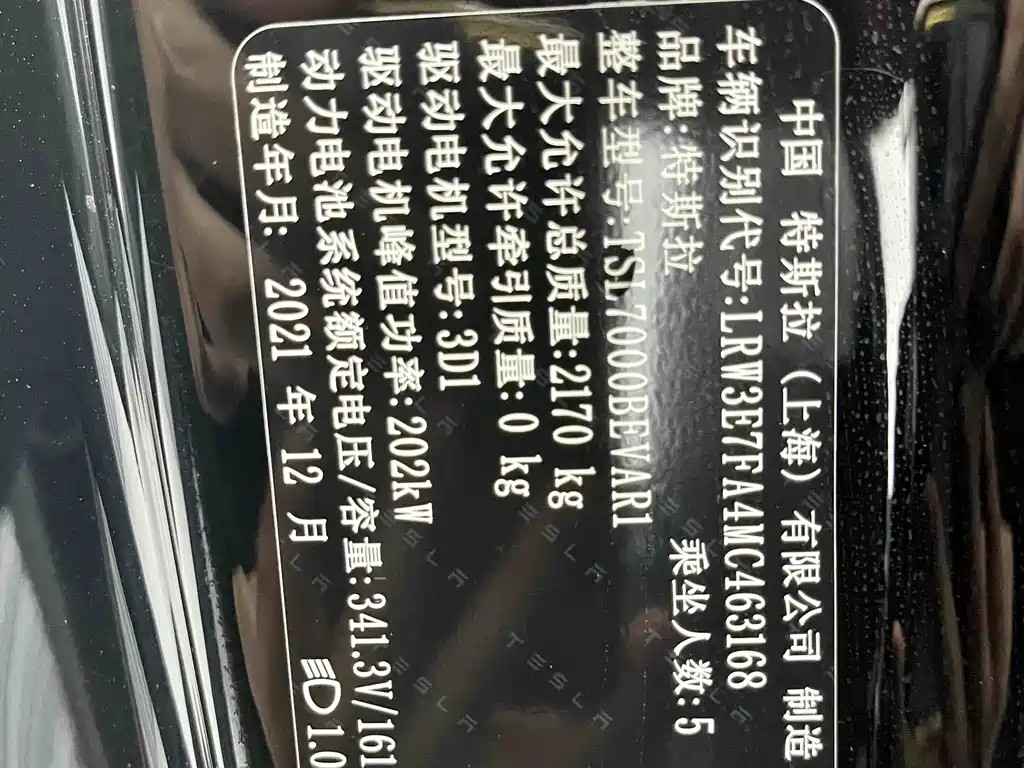 中国 特斯拉 (上海) 有限公司 制造
车辆识别代号:LRW3E7FA4MC463168
品牌:特斯拉 乘坐人数:5
整车型号:TSL7000BEVAR1
最大允许总质量:2170 kg
最大允许牵引质量:0 kg
驱动电机型号:3D1
驱动电机峰值功率:202kW
动力电池系统额定电压/容量:341.3V/161
制造年月: 2021 年 12 月 1.0